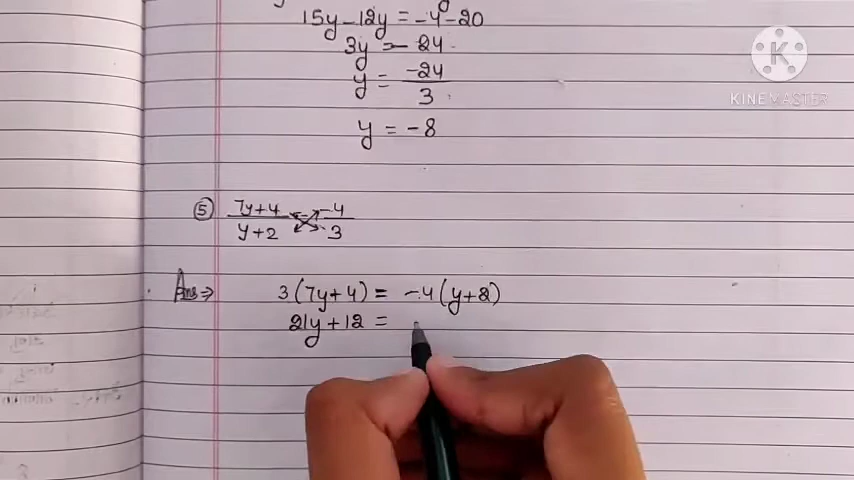 15y-12y = -4-20
3y = -24
y = -24/3
y = -8
⑤ 7y+4/y+2 = -4/3
Ans⇒ 3(7y+4) = -4(y+2)
21y+12 =
K
KINEMASTER